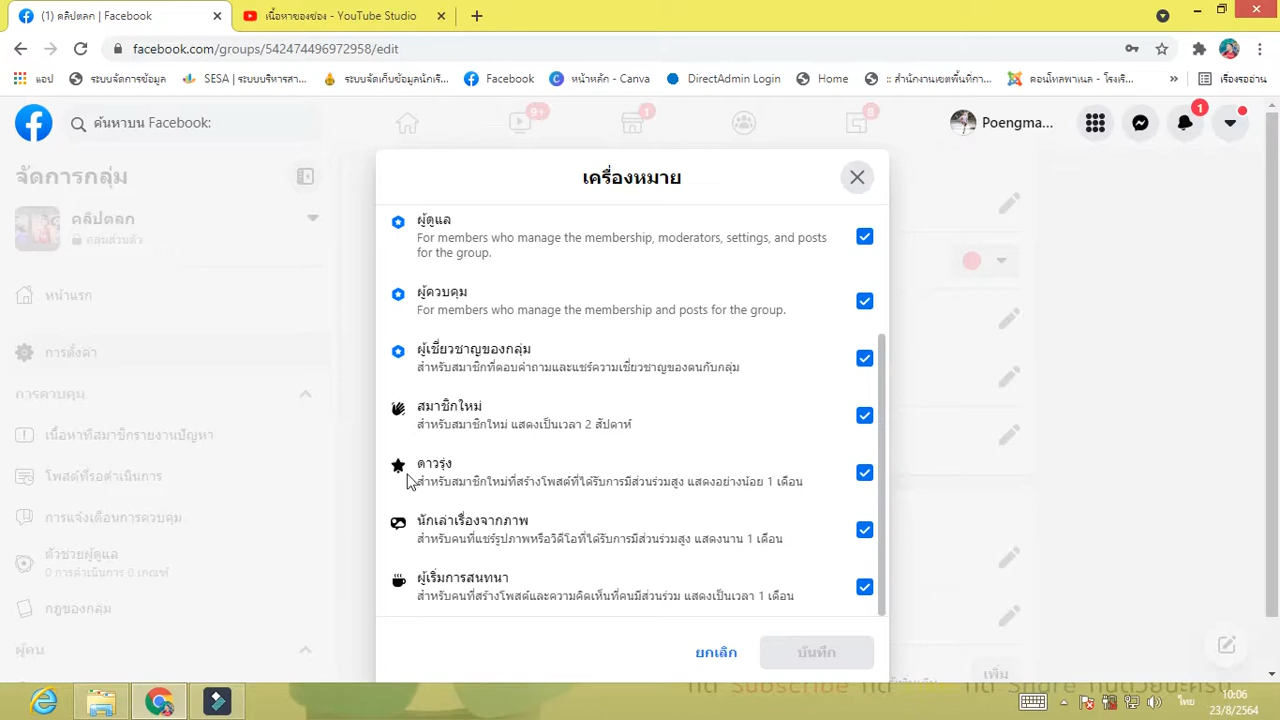 (1) ตลิปตลก | Facebook
เนื้อหาของช่อง - YouTube Studio
facebook.com/groups/542474496972958/edit
แอป
ระบบจัดการข้อมูล
SESA | ระบบบริหารสา...
ระบบจัดเก็บข้อมูลนักเรี...
Facebook
หน้าหลัก - Canva
DirectAdmin Login
Home
:: สำนักงานเขตพื้นที่กา...
คอนโทลพาเนล - โรงเรี...
»
เรื่องรออ่าน
ค้นหาบน Facebook:
9+
1
8
Poengma...
1
จัดการกลุ่ม
คลิปตลก
กลุ่มส่วนตัว
หน้าแรก
การตั้งค่า
การควบคุม
เนื้อหาที่สมาชิกรายงานปัญหา
โพสต์ที่รอดำเนินการ
การแจ้งเตือนการควบคุม
ตัวช่วยผู้ดูแล
0 การดำเนินการ 0 เกณฑ์
กฎของกลุ่ม
ผู้คน
เครื่องหมาย
ผู้ดูแล
For members who manage the membership, moderators, settings, and posts
for the group.
ผู้ควบคุม
For members who manage the membership and posts for the group.
ผู้เชี่ยวชาญของกลุ่ม
สำหรับสมาชิกที่ตอบคำถามและแชร์ความเชี่ยวชาญของตนกับกลุ่ม
สมาชิกใหม่
สำหรับสมาชิกใหม่ แสดงเป็นเวลา 2 สัปดาห์
ดาวรุ่ง
สำหรับสมาชิกใหม่ที่สร้างโพสต์ที่ได้รับการมีส่วนร่วมสูง แสดงอย่างน้อย 1 เดือน
นักเล่าเรื่องจากภาพ
สำหรับคนที่แชร์รูปภาพหรือวิดีโอที่ได้รับการมีส่วนร่วมสูง แสดงนาน 1 เดือน
ผู้เริ่มการสนทนา
สำหรับคนที่สร้างโพสต์และความคิดเห็นที่คนมีส่วนร่วม แสดงเป็นเวลา 1 เดือน
ยกเลิก
บันทึก
เพิ่ม
กด Subscribe กด กด Share กันด้วยนะครับ
ไทย
10:06
23/8/2564